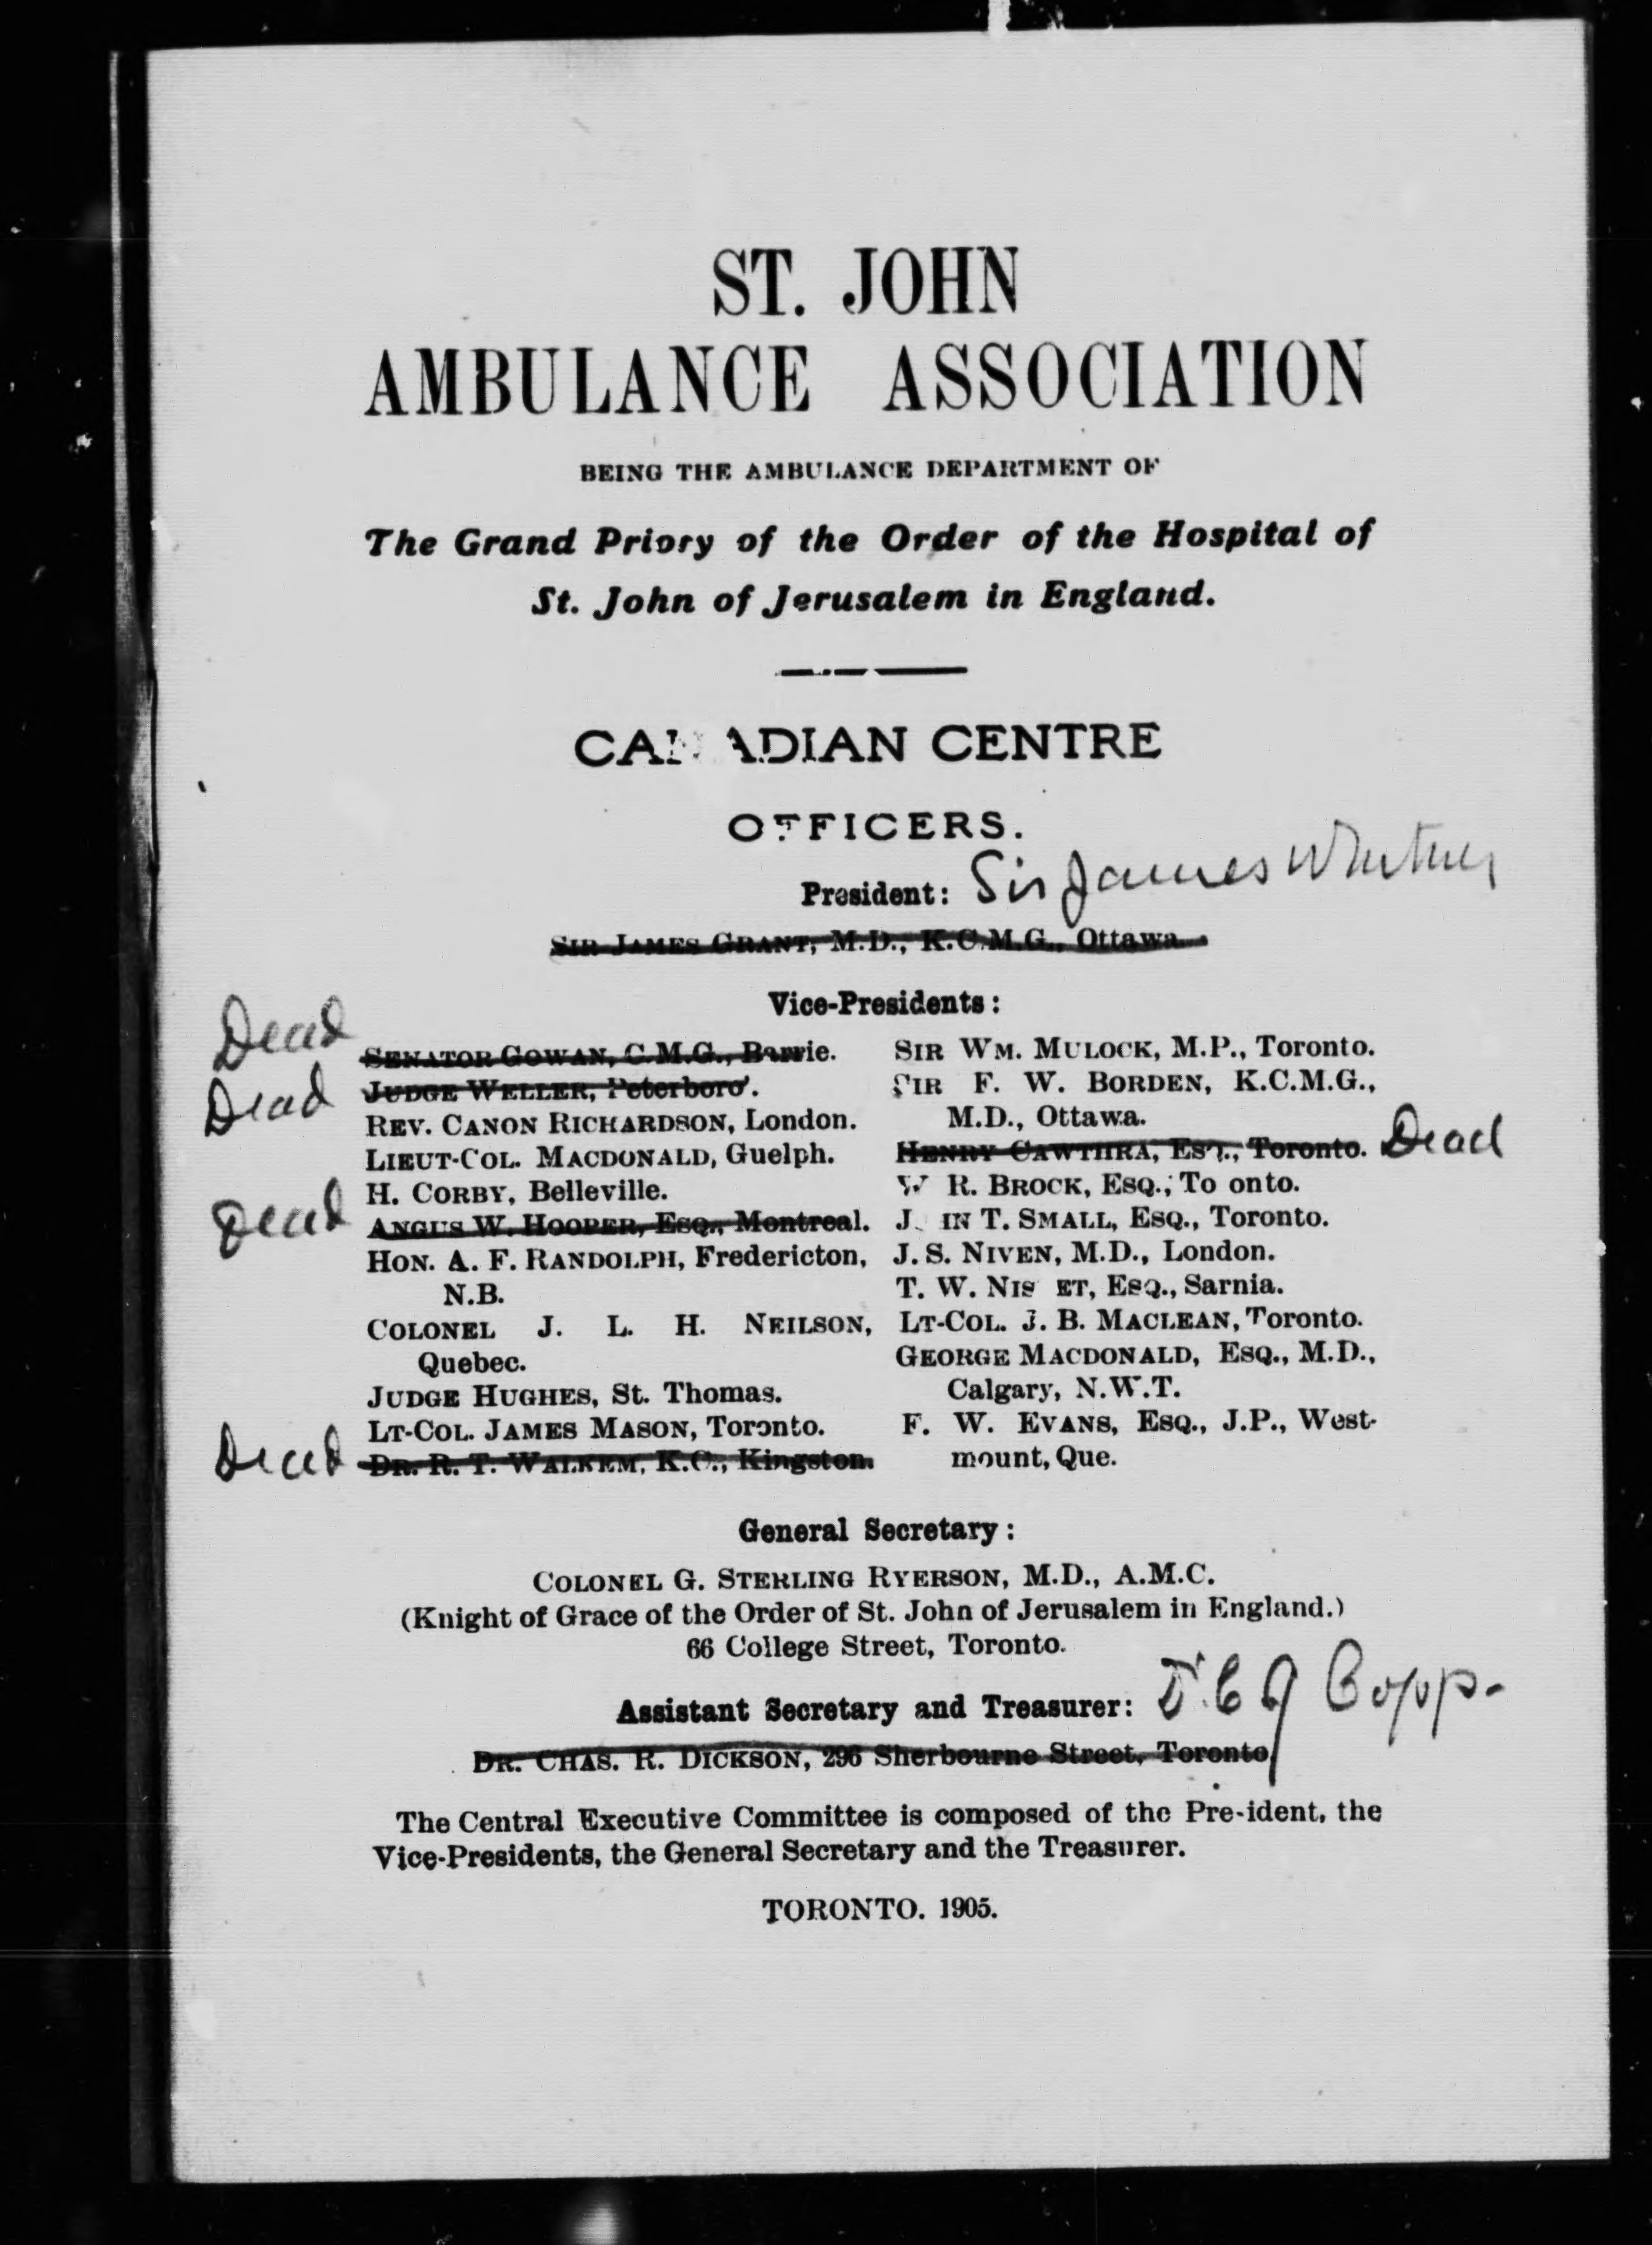 ST. JOHN
AMBULANCE ASSOCIATION
BEING THE AMBULANCE DEPARTMENT OF
The Grand Priory of the Order of the Hospital of
St. John of Jerusalem in England.
CANADIAN CENTRE
OFFICERS.
President: Sir James Whitney
SIR JAMES GRANT, M.D., K.C.M.G., Ottawa.
Vice-Presidents:
Dead SENATOR GOWAN, C.M.G., Barrie.
Dead JUDGE WELLER, Peterboro'.
REV. CANON RICHARDSON, London.
LIEUT-COL. MACDONALD, Guelph.
H. CORBY, Belleville.
Dead ANGUS W. HOOPER, ESQ., Montreal.
HON. A. F. RANDOLPH, Fredericton,
N.B.
COLONEL J. L. H. NEILSON,
Quebec.
JUDGE HUGHES, St. Thomas.
LT-COL. JAMES MASON, Toronto.
Dead DR. R. T. WALKEM, K.C., Kingston.
SIR WM. MULOCK, M.P., Toronto.
SIR F. W. BORDEN, K.C.M.G.,
M.D., Ottawa.
HENRY CAWTHRA, ESQ., Toronto. Dead
W R. BROCK, ESQ., To onto.
J IN T. SMALL, ESQ., Toronto.
J. S. NIVEN, M.D., London.
T. W. NIS ET, ESQ., Sarnia.
LT-COL. J. B. MACLEAN, Toronto.
GEORGE MACDONALD, ESQ., M.D.,
Calgary, N.W.T.
F. W. EVANS, ESQ., J.P., West-
mount, Que.
General Secretary:
COLONEL G. STERLING RYERSON, M.D., A.M.C.
(Knight of Grace of the Order of St. John of Jerusalem in England.)
66 College Street, Toronto.
Assistant Secretary and Treasurer: Copp.
DR. CHAS. R. DICKSON, 296 Sherbourne Street, Toronto,
The Central Executive Committee is composed of the Pre-ident, the
Vice-Presidents, the General Secretary and the Treasurer.
TORONTO. 1905.